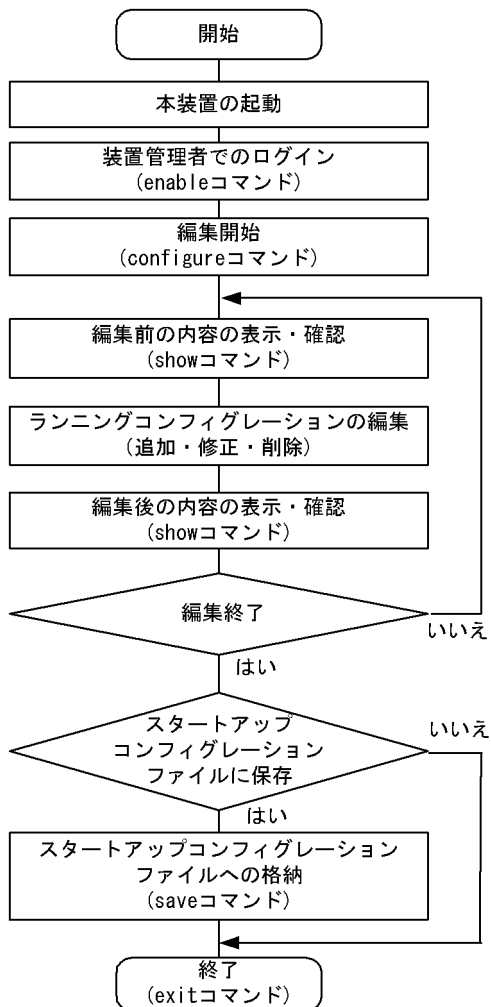 開始
本装置の起動
装置管理者でのログイン
(enableコマンド)
編集開始
(configureコマンド)
編集前の内容の表示・確認
(showコマンド)
ランニングコンフィグレーションの編集
(追加・修正・削除)
編集後の内容の表示・確認
(showコマンド)
編集終了
いいえ
はい
スタートアップ
コンフィグレーション
ファイルに保存
いいえ
はい
スタートアップコンフィグレーション
ファイルへの格納
(saveコマンド)
終了
(exitコマンド)